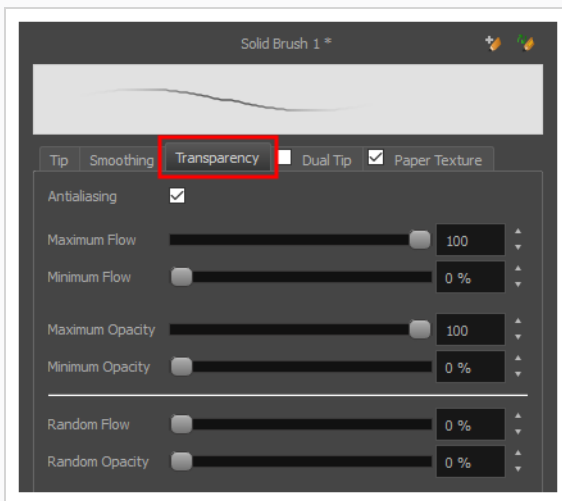 Solid Brush 1 *
Tip Smoothing Transparency Dual Tip Paper Texture
Antialiasing
Maximum Flow 100
Minimum Flow 0 %
Maximum Opacity 100
Minimum Opacity 0 %
Random Flow 0 %
Random Opacity 0 %